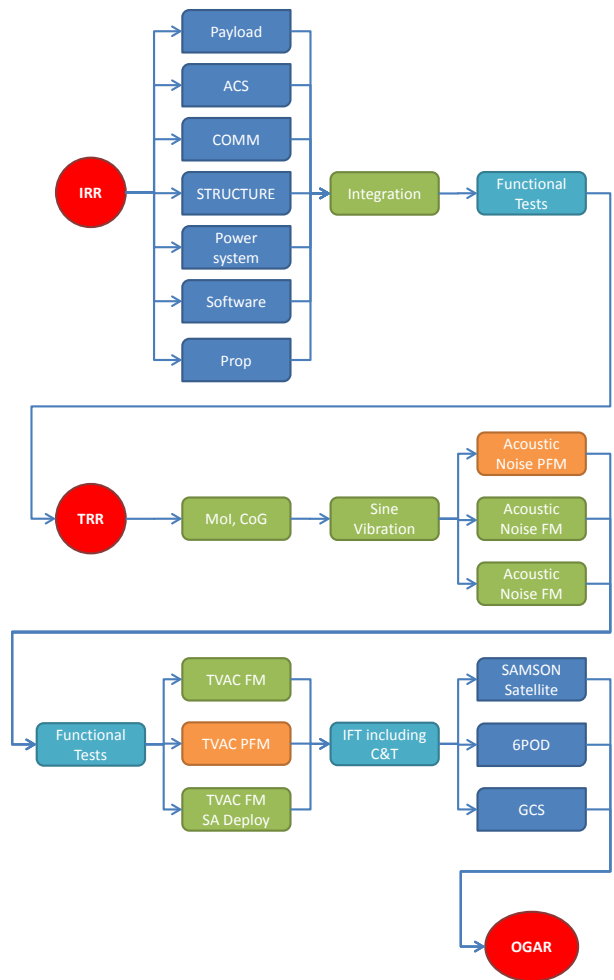 Payload
ACS
COMM
IRR
STRUCTURE
Integration
Functional
Tests
Power
system
Software
Prop
Acoustic
Noise PFM
TRR
MoI, CoG
Sine
Vibration
Acoustic
Noise FM
Acoustic
Noise FM
TVAC FM
SAMSON
Satellite
Functional
Tests
TVAC PFM
IFT including
C&T
6POD
TVAC FM
SA Deploy
GCS
OGAR